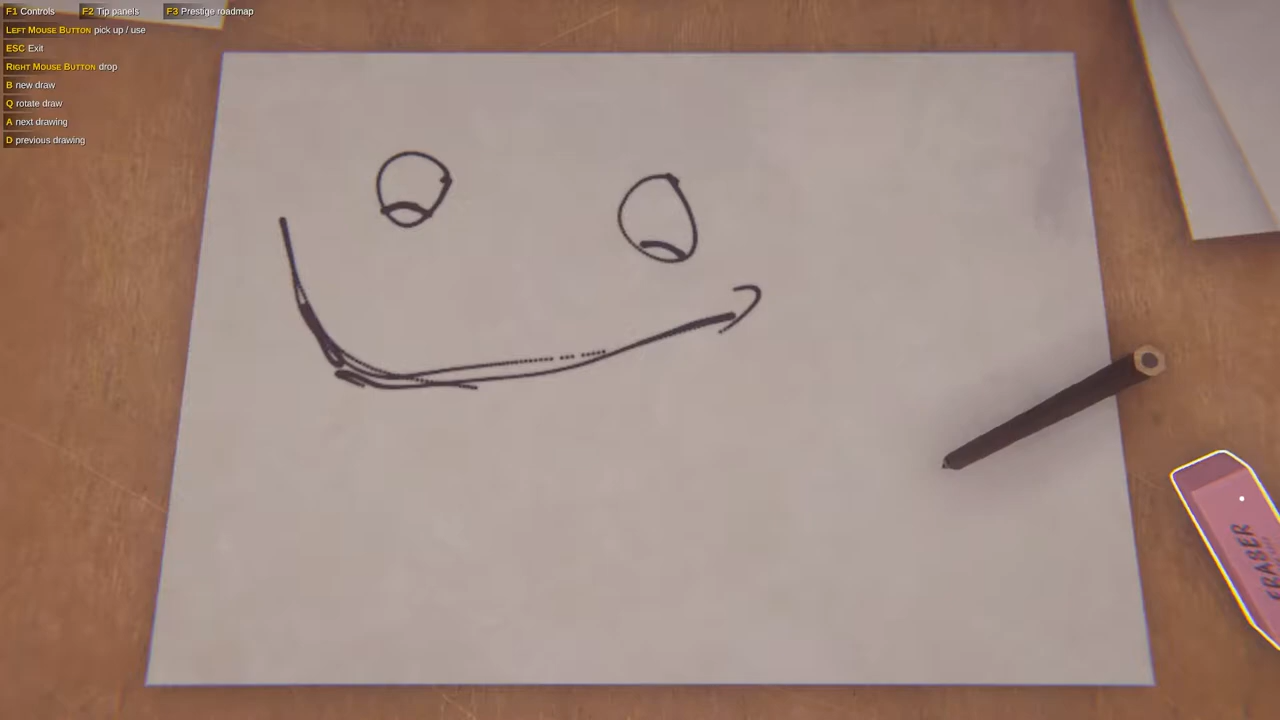 F1 Controls F2 Tip panels F3 Prestige roadmap
LEFT MOUSE BUTTON pick up / use
ESC Exit
RIGHT MOUSE BUTTON drop
B new draw
Q rotate draw
A next drawing
D previous drawing
ERASER